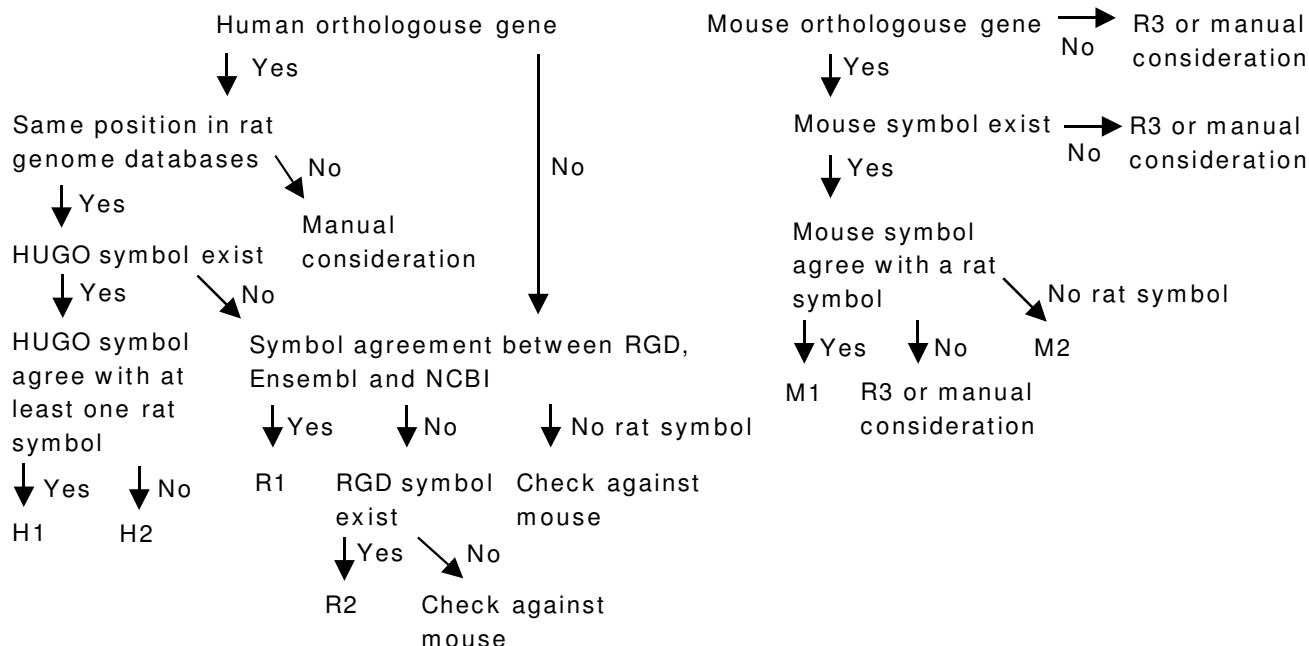 Human orthologouse gene
Yes
No
Same position in rat
genome databases
No
Yes
Manual
consideration
HUGO symbol exist
Yes
No
HUGO symbol
agree with at
least one rat
symbol
Yes
No
H1
H2
Symbol agreement between RGD,
Ensembl and NCBI
Yes
No
No rat symbol
R1
RGD symbol
exist
Check against
mouse
Yes
No
R2
Check against
mouse
Mouse orthologouse gene
No
R3 or manual
consideration
Yes
Mouse symbol exist
No
R3 or manual
consideration
Yes
Mouse symbol
agree with a rat
symbol
No rat symbol
Yes
No
M2
M1
R3 or manual
consideration